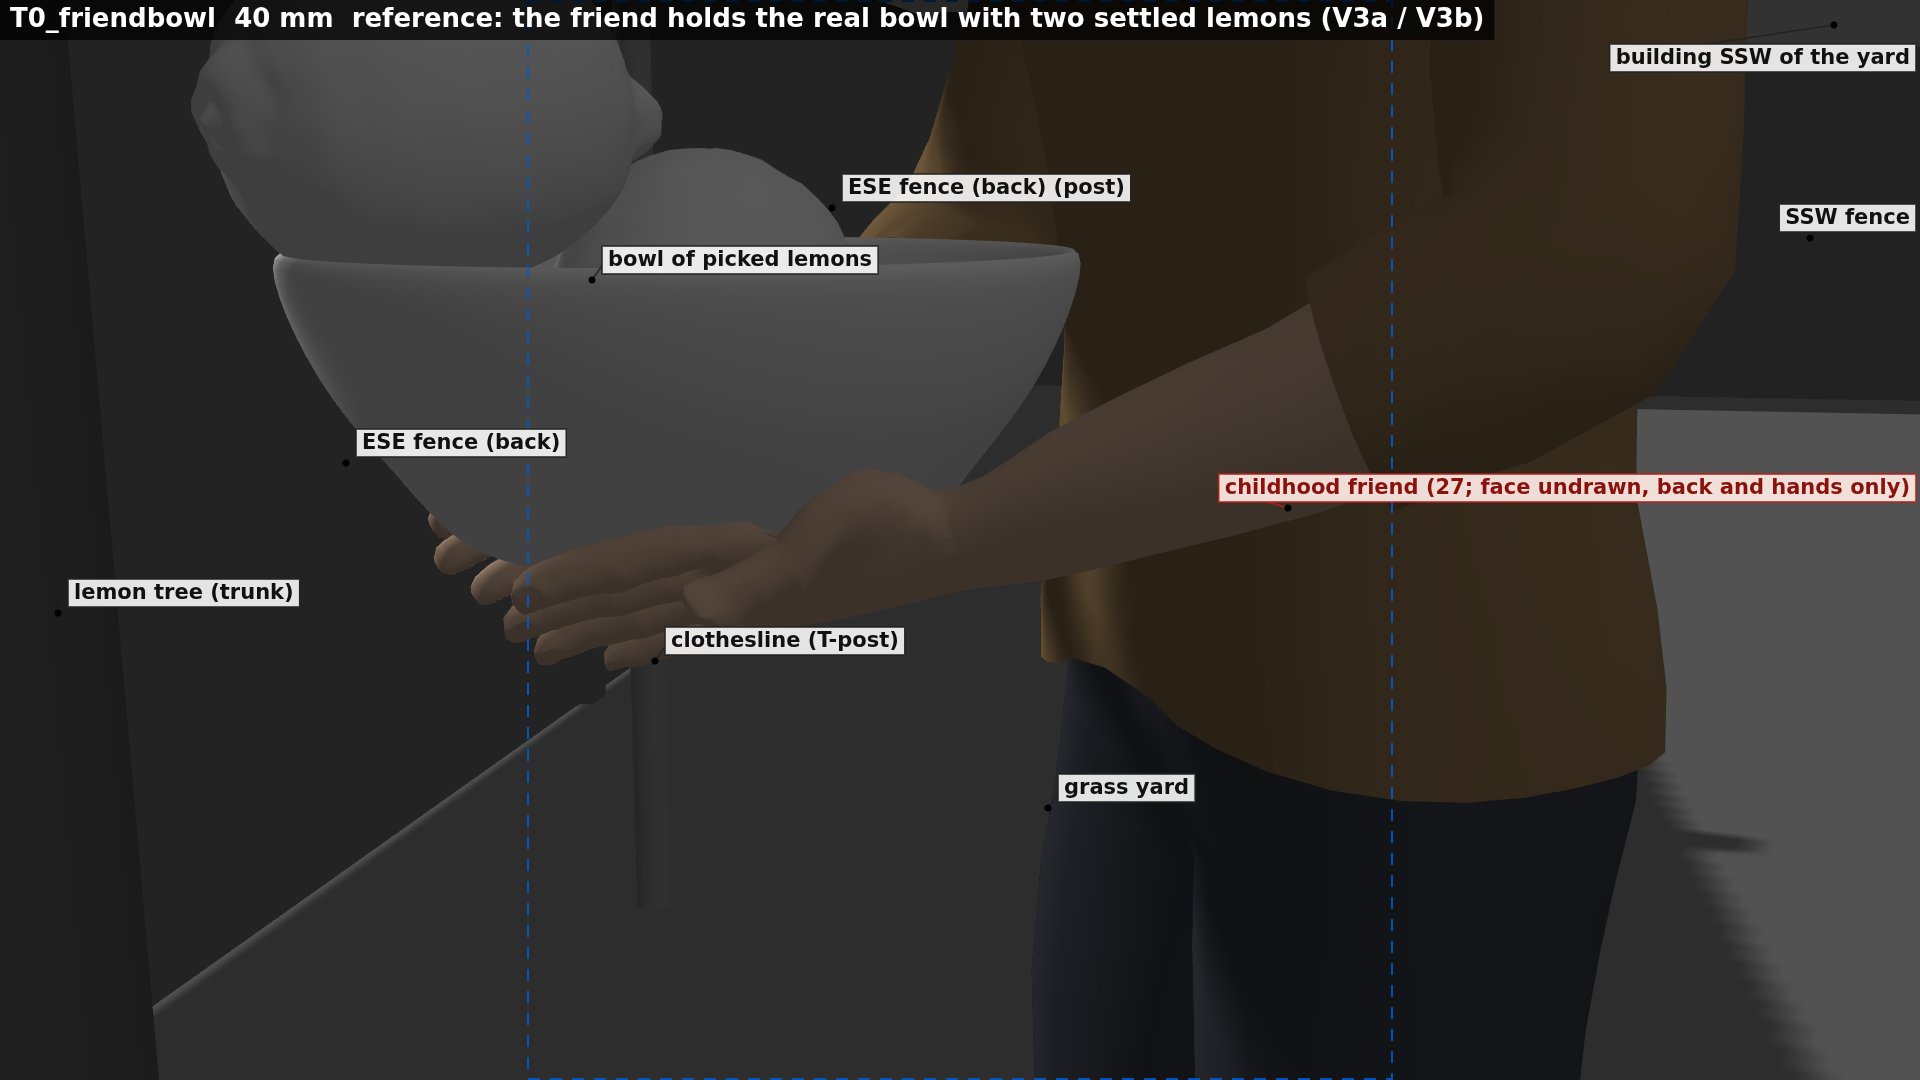 T0_friendbowl  40 mm  reference: the friend holds the real bowl with two settled lemons (V3a / V3b)
building SSW of the yard
ESE fence (back) (post)
SSW fence
bowl of picked lemons
ESE fence (back)
childhood friend (27; face undrawn, back and hands only)
lemon tree (trunk)
clothesline (T-post)
grass yard